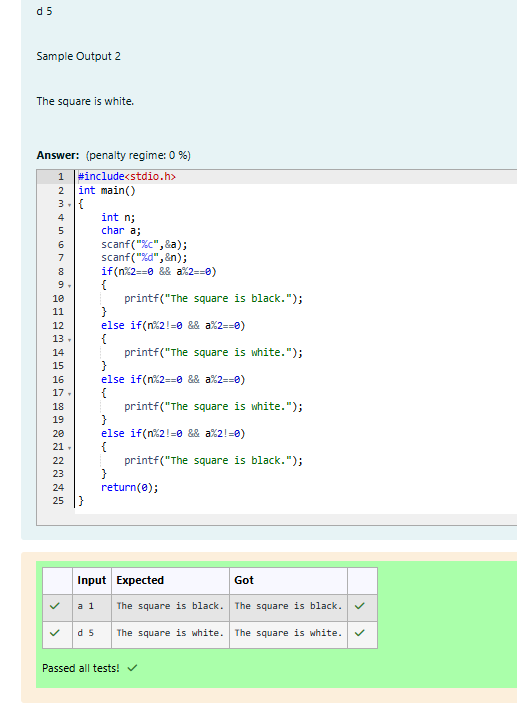 d 5
Sample Output 2
The square is white.
Answer: (penalty regime: 0 %)
1 #include<stdio.h>
2 int main()
3 {
4 int n;
5 char a;
6 scanf("%c",&a);
7 scanf("%d",&n);
8 if(n%2==0 && a%2==0)
9 {
10 printf("The square is black.");
11 }
12 else if(n%2!=0 && a%2==0)
13 {
14 printf("The square is white.");
15 }
16 else if(n%2==0 && a%2==0)
17 {
18 printf("The square is white.");
19 }
20 else if(n%2!=0 && a%2!=0)
21 {
22 printf("The square is black.");
23 }
24 return(0);
25 }
Input Expected Got
a 1 The square is black. The square is black.
d 5 The square is white. The square is white.
Passed all tests!